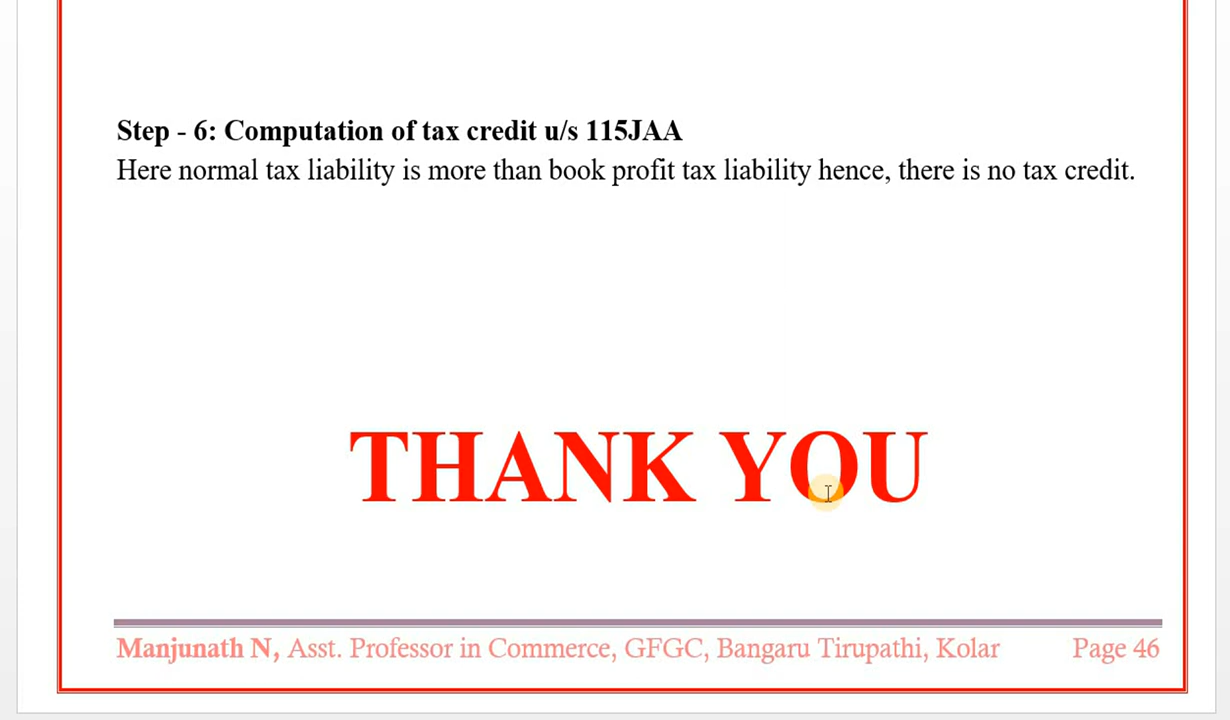 Step - 6: Computation of tax credit u/s 115JAA
Here normal tax liability is more than book profit tax liability hence, there is no tax credit.
THANK YOU
Manjunath N, Asst. Professor in Commerce, GFGC, Bangaru Tirupathi, Kolar Page 46